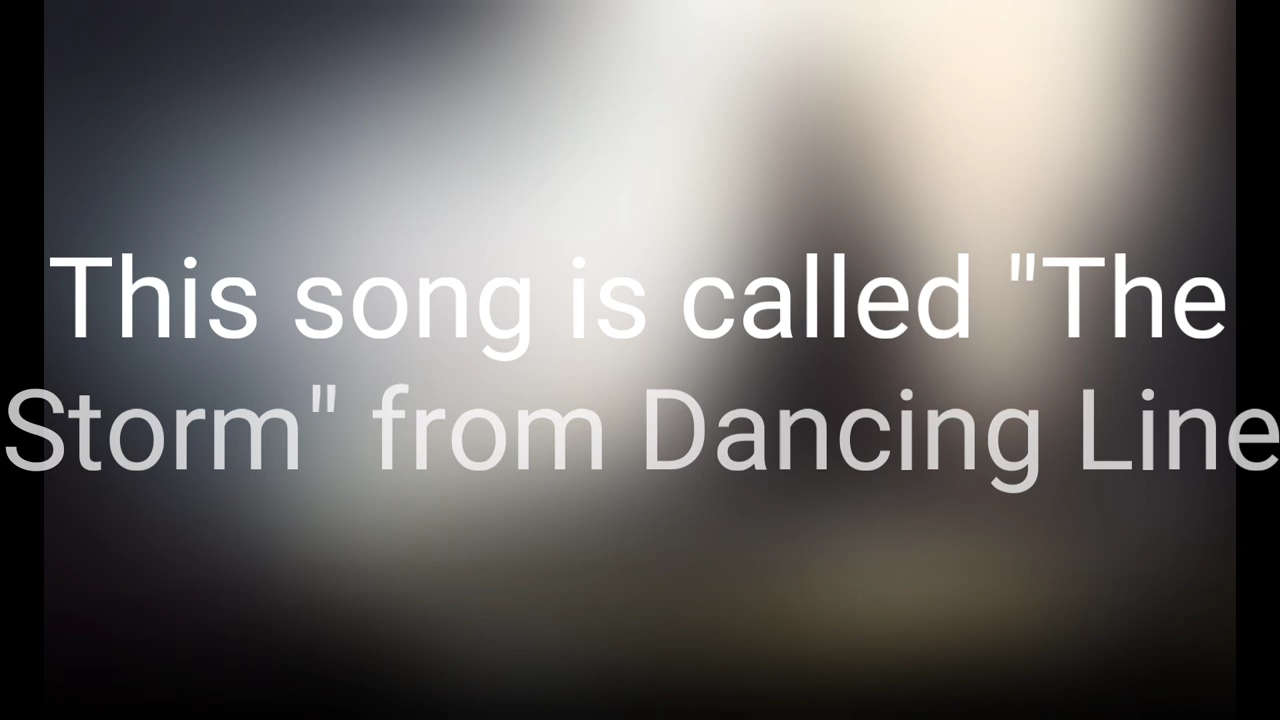 This song is called "The
Storm" from Dancing Line